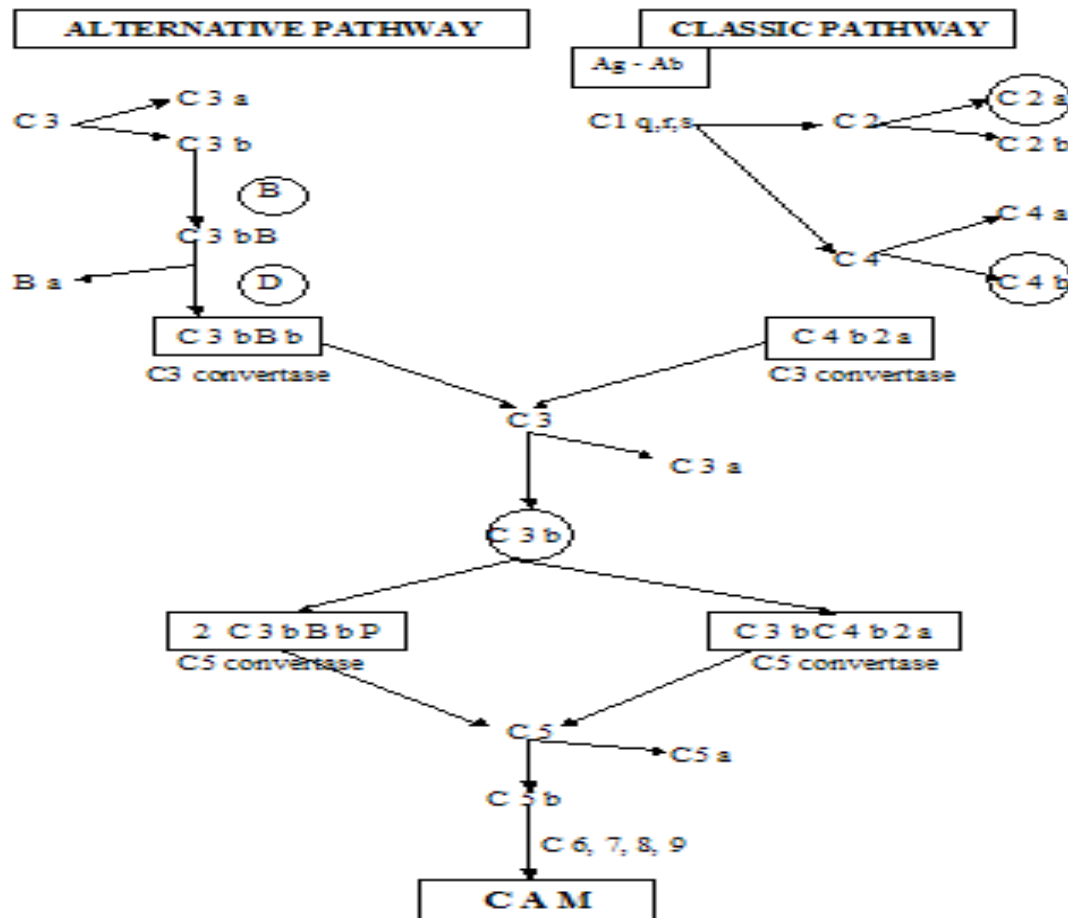 ALTERNATIVE PATHWAY
CLASSIC PATHWAY
Ag - Ab
C 3
C 3 a
C 3 b
B
C 3 bB
B a
D
C 3 bB b
C3 convertase
C1 q,r,s
C 2
C 2 a
C 2 b
C 4
C 4 a
C 4 b
C 4 b 2 a
C3 convertase
C 3
C 3 a
C 3 b
2 C 3 b B b P
C5 convertase
C 3 bC 4 b 2 a
C5 convertase
C 5
C5 a
C 5 b
C 6, 7, 8, 9
C A M